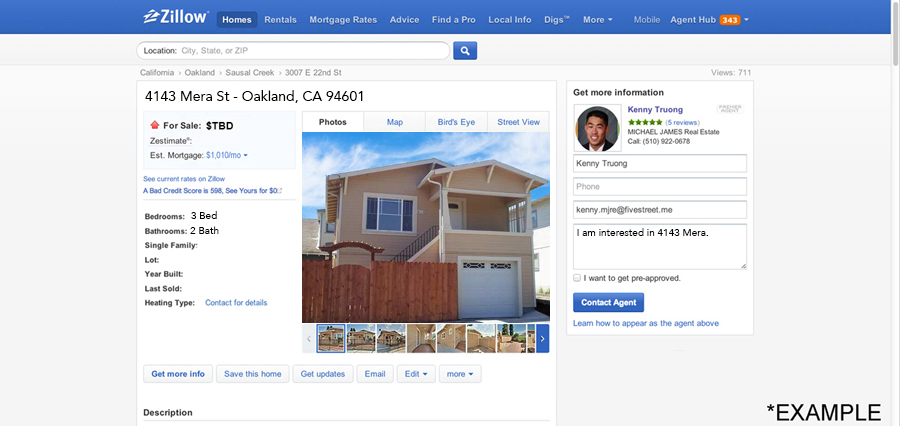 Zillow Homes Rentals Mortgage Rates Advice Find a Pro Local Info Digs™ More Mobile Agent Hub 343
Location: City, State, or ZIP
California › Oakland › Sausal Creek › 3007 E 22nd St Views: 711
4143 Mera St - Oakland, CA 94601
For Sale: $TBD
Zestimate®:
Est. Mortgage: $1,010/mo
See current rates on Zillow
A Bad Credit Score is 598, See Yours for $0
Bedrooms: 3 Bed
Bathrooms: 2 Bath
Single Family:
Lot:
Year Built:
Last Sold:
Heating Type: Contact for details
Photos Map Bird's Eye Street View
Get more info Save this home Get updates Email Edit more
Description
Get more information
Kenny Truong PREMIER AGENT
(5 reviews)
MICHAEL JAMES Real Estate
Call: (510) 922-0678
Kenny Truong
Phone
kenny.mjre@fivestreet.me
I am interested in 4143 Mera.
I want to get pre-approved.
Contact Agent
Learn how to appear as the agent above
*EXAMPLE